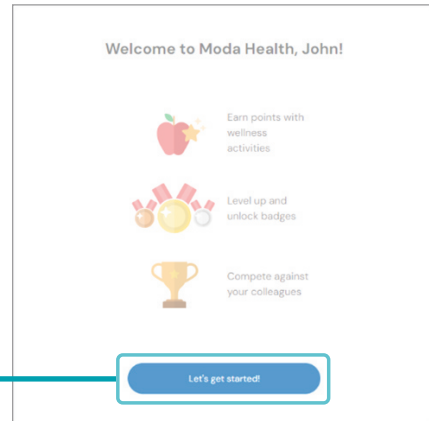 Welcome to Moda Health, John!
Earn points with
wellness
activities
Level up and
unlock badges
Compete against
your colleagues
Let's get started!